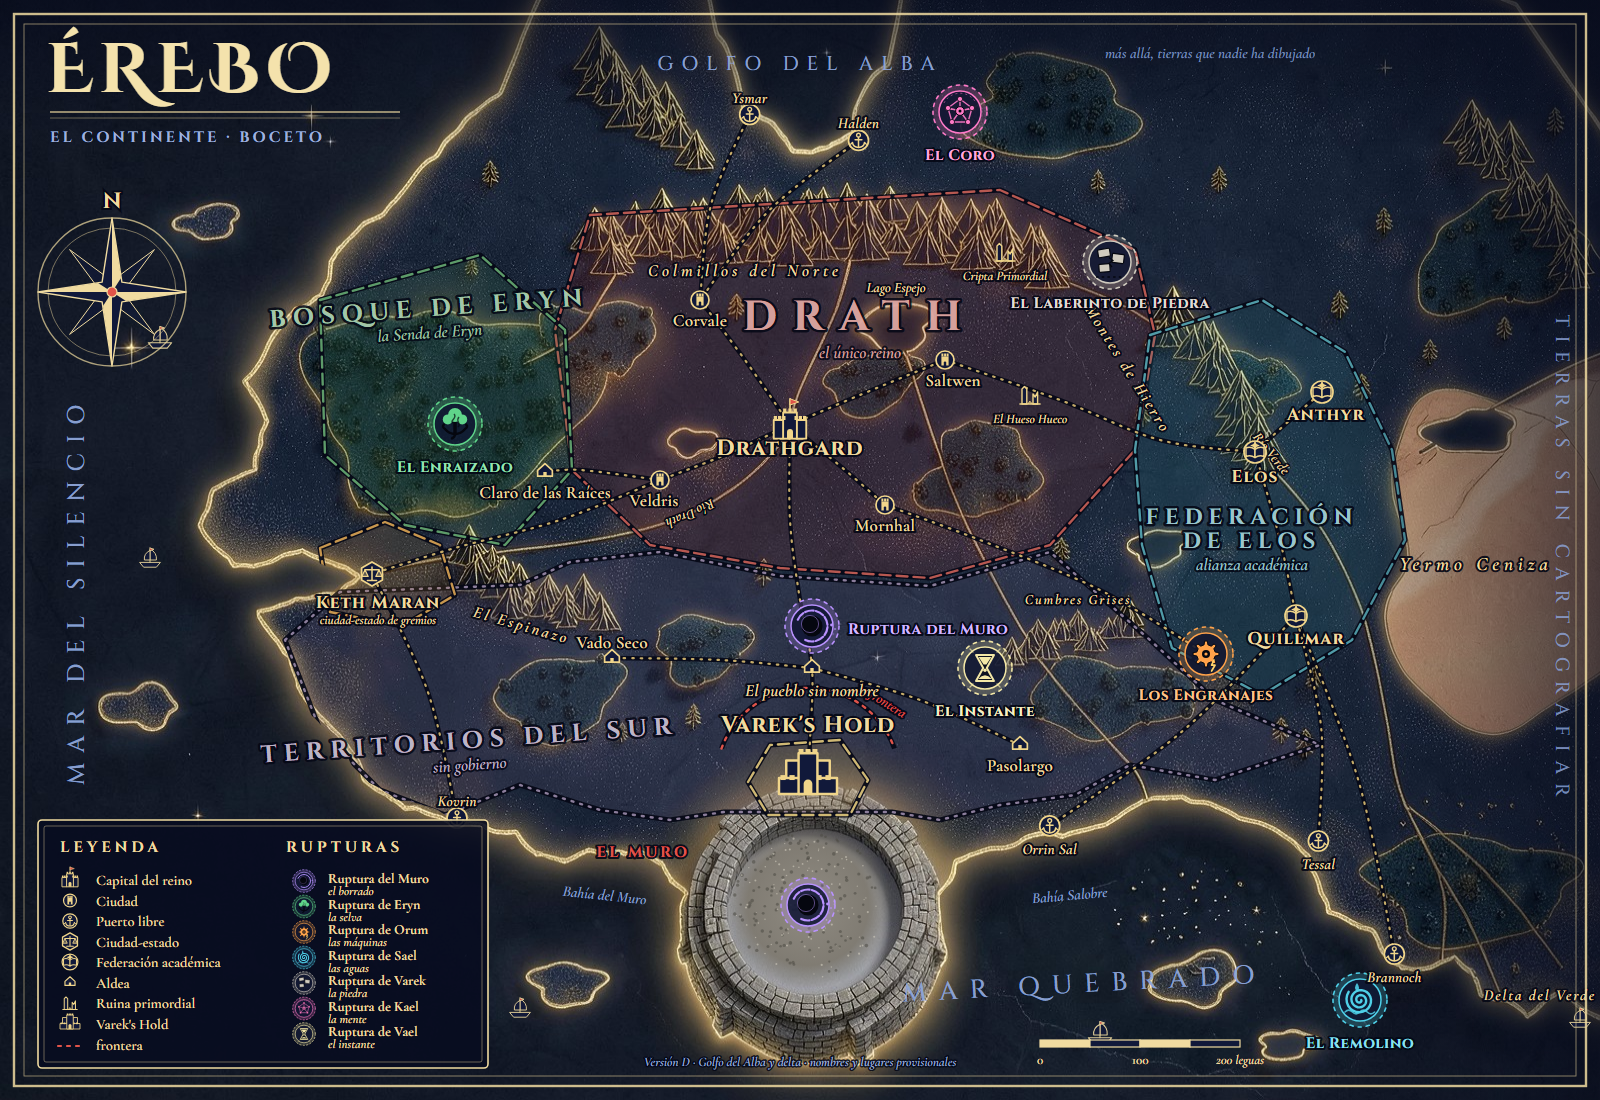 ÉREBO
EL CONTINENTE · BOCETO
N
GOLFO DEL ALBA
más allá, tierras que nadie ha dibujado
Ysmar
Halden
EL CORO
Colmillos del Norte
Cripta Primordial
Lago Espejo
EL LABERINTO DE PIEDRA
BOSQUE DE ERYN
la Senda de Eryn
Corvale
DRATH
el único reino
Saltwen
Montes de Hierro
El Hueso Hueco
ANTHYR
DRATHGARD
EL ENRAIZADO
Claro de las Raíces
Veldris
Río Drath
Mornhal
Verde
ELOS
FEDERACIÓN
DE ELOS
alianza académica
Yermo Ceniza
TIERRAS SIN CARTOGRAFIAR
MAR DEL SILENCIO
KETH MARAN
ciudad-estado de gremios
El Espinazo
Vado Seco
RUPTURA DEL MURO
Cumbres Grises
QUILLMAR
El pueblo sin nombre
frontera
EL INSTANTE
LOS ENGRANAJES
VAREK'S HOLD
TERRITORIOS DEL SUR
sin gobierno
Pasolargo
Kovrin
Orrin Sal
Tessal
EL MURO
Bahía del Muro
Bahía Salobre
MAR QUEBRADO
Brannoch
Delta del Verde
EL REMOLINO
LEYENDA
Capital del reino
Ciudad
Puerto libre
Ciudad-estado
Federación académica
Aldea
Ruina primordial
Varek's Hold
frontera
RUPTURAS
Ruptura del Muro
el borrado
Ruptura de Eryn
la selva
Ruptura de Orum
las máquinas
Ruptura de Sael
las aguas
Ruptura de Varek
la piedra
Ruptura de Kael
la mente
Ruptura de Vael
el instante
0 100 200 leguas
Versión D · Golfo del Alba y delta · nombres y lugares provisionales